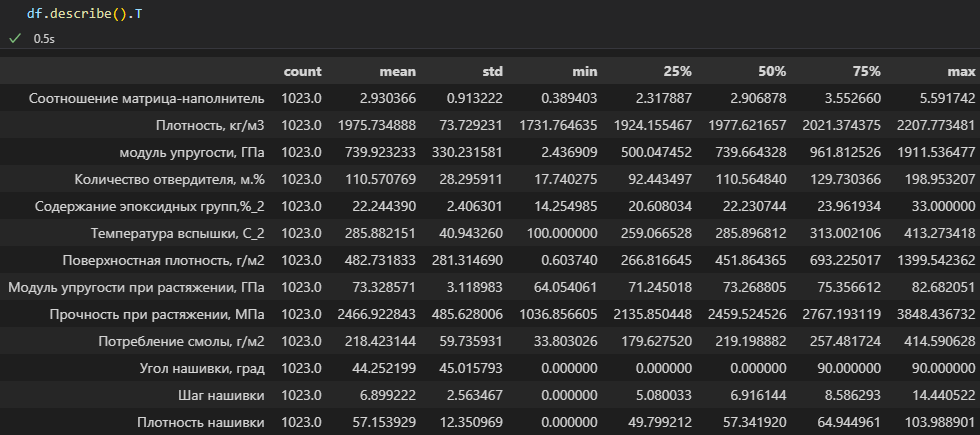 df.describe().T
0.5s
count mean std min 25% 50% 75% max
Соотношение матрица-наполнитель 1023.0 2.930366 0.913222 0.389403 2.317887 2.906878 3.552660 5.591742
Плотность, кг/м3 1023.0 1975.734888 73.729231 1731.764635 1924.155467 1977.621657 2021.374375 2207.773481
модуль упругости, ГПа 1023.0 739.923233 330.231581 2.436909 500.047452 739.664328 961.812526 1911.536477
Количество отвердителя, м.% 1023.0 110.570769 28.295911 17.740275 92.443497 110.564840 129.730366 198.953207
Содержание эпоксидных групп,%_2 1023.0 22.244390 2.406301 14.254985 20.608034 22.230744 23.961934 33.000000
Температура вспышки, С_2 1023.0 285.882151 40.943260 100.000000 259.066528 285.896812 313.002106 413.273418
Поверхностная плотность, г/м2 1023.0 482.731833 281.314690 0.603740 266.816645 451.864365 693.225017 1399.542362
Модуль упругости при растяжении, ГПа 1023.0 73.328571 3.118983 64.054061 71.245018 73.268805 75.356612 82.682051
Прочность при растяжении, МПа 1023.0 2466.922843 485.628006 1036.856605 2135.850448 2459.524526 2767.193119 3848.436732
Потребление смолы, г/м2 1023.0 218.423144 59.735931 33.803026 179.627520 219.198882 257.481724 414.590628
Угол нашивки, град 1023.0 44.252199 45.015793 0.000000 0.000000 0.000000 90.000000 90.000000
Шаг нашивки 1023.0 6.899222 2.563467 0.000000 5.080033 6.916144 8.586293 14.440522
Плотность нашивки 1023.0 57.153929 12.350969 0.000000 49.799212 57.341920 64.944961 103.988901